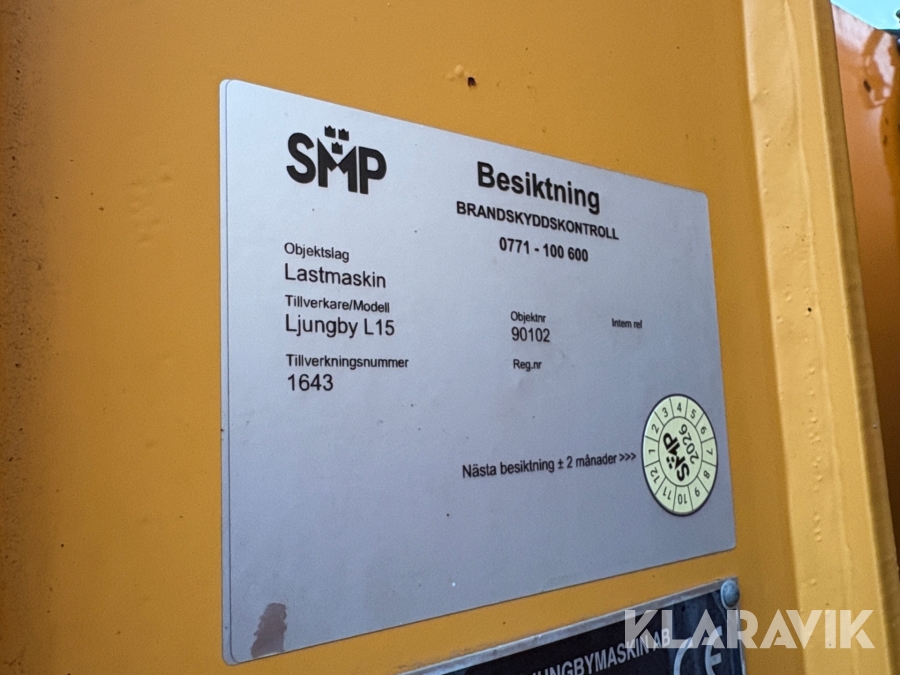 SMP
Besiktning
BRANDSKYDDSKONTROLL
0771 - 100 600
Objektslag
Lastmaskin
Tillverkare/Modell
Ljungby L15
Objektnr
90102
Intern ref
Tillverkningsnummer
1643
Reg.nr
Nästa besiktning ± 2 månader >>>
1 2 3 4 5 6 7 8 9 10 11 12
SMP
2026
KLARAVIK
CE